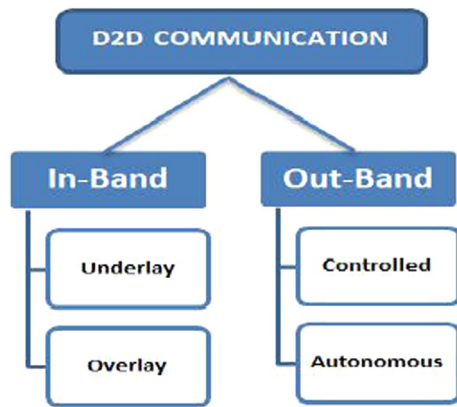 D2D COMMUNICATION
In-Band
Underlay
Overlay
Out-Band
Controlled
Autonomous